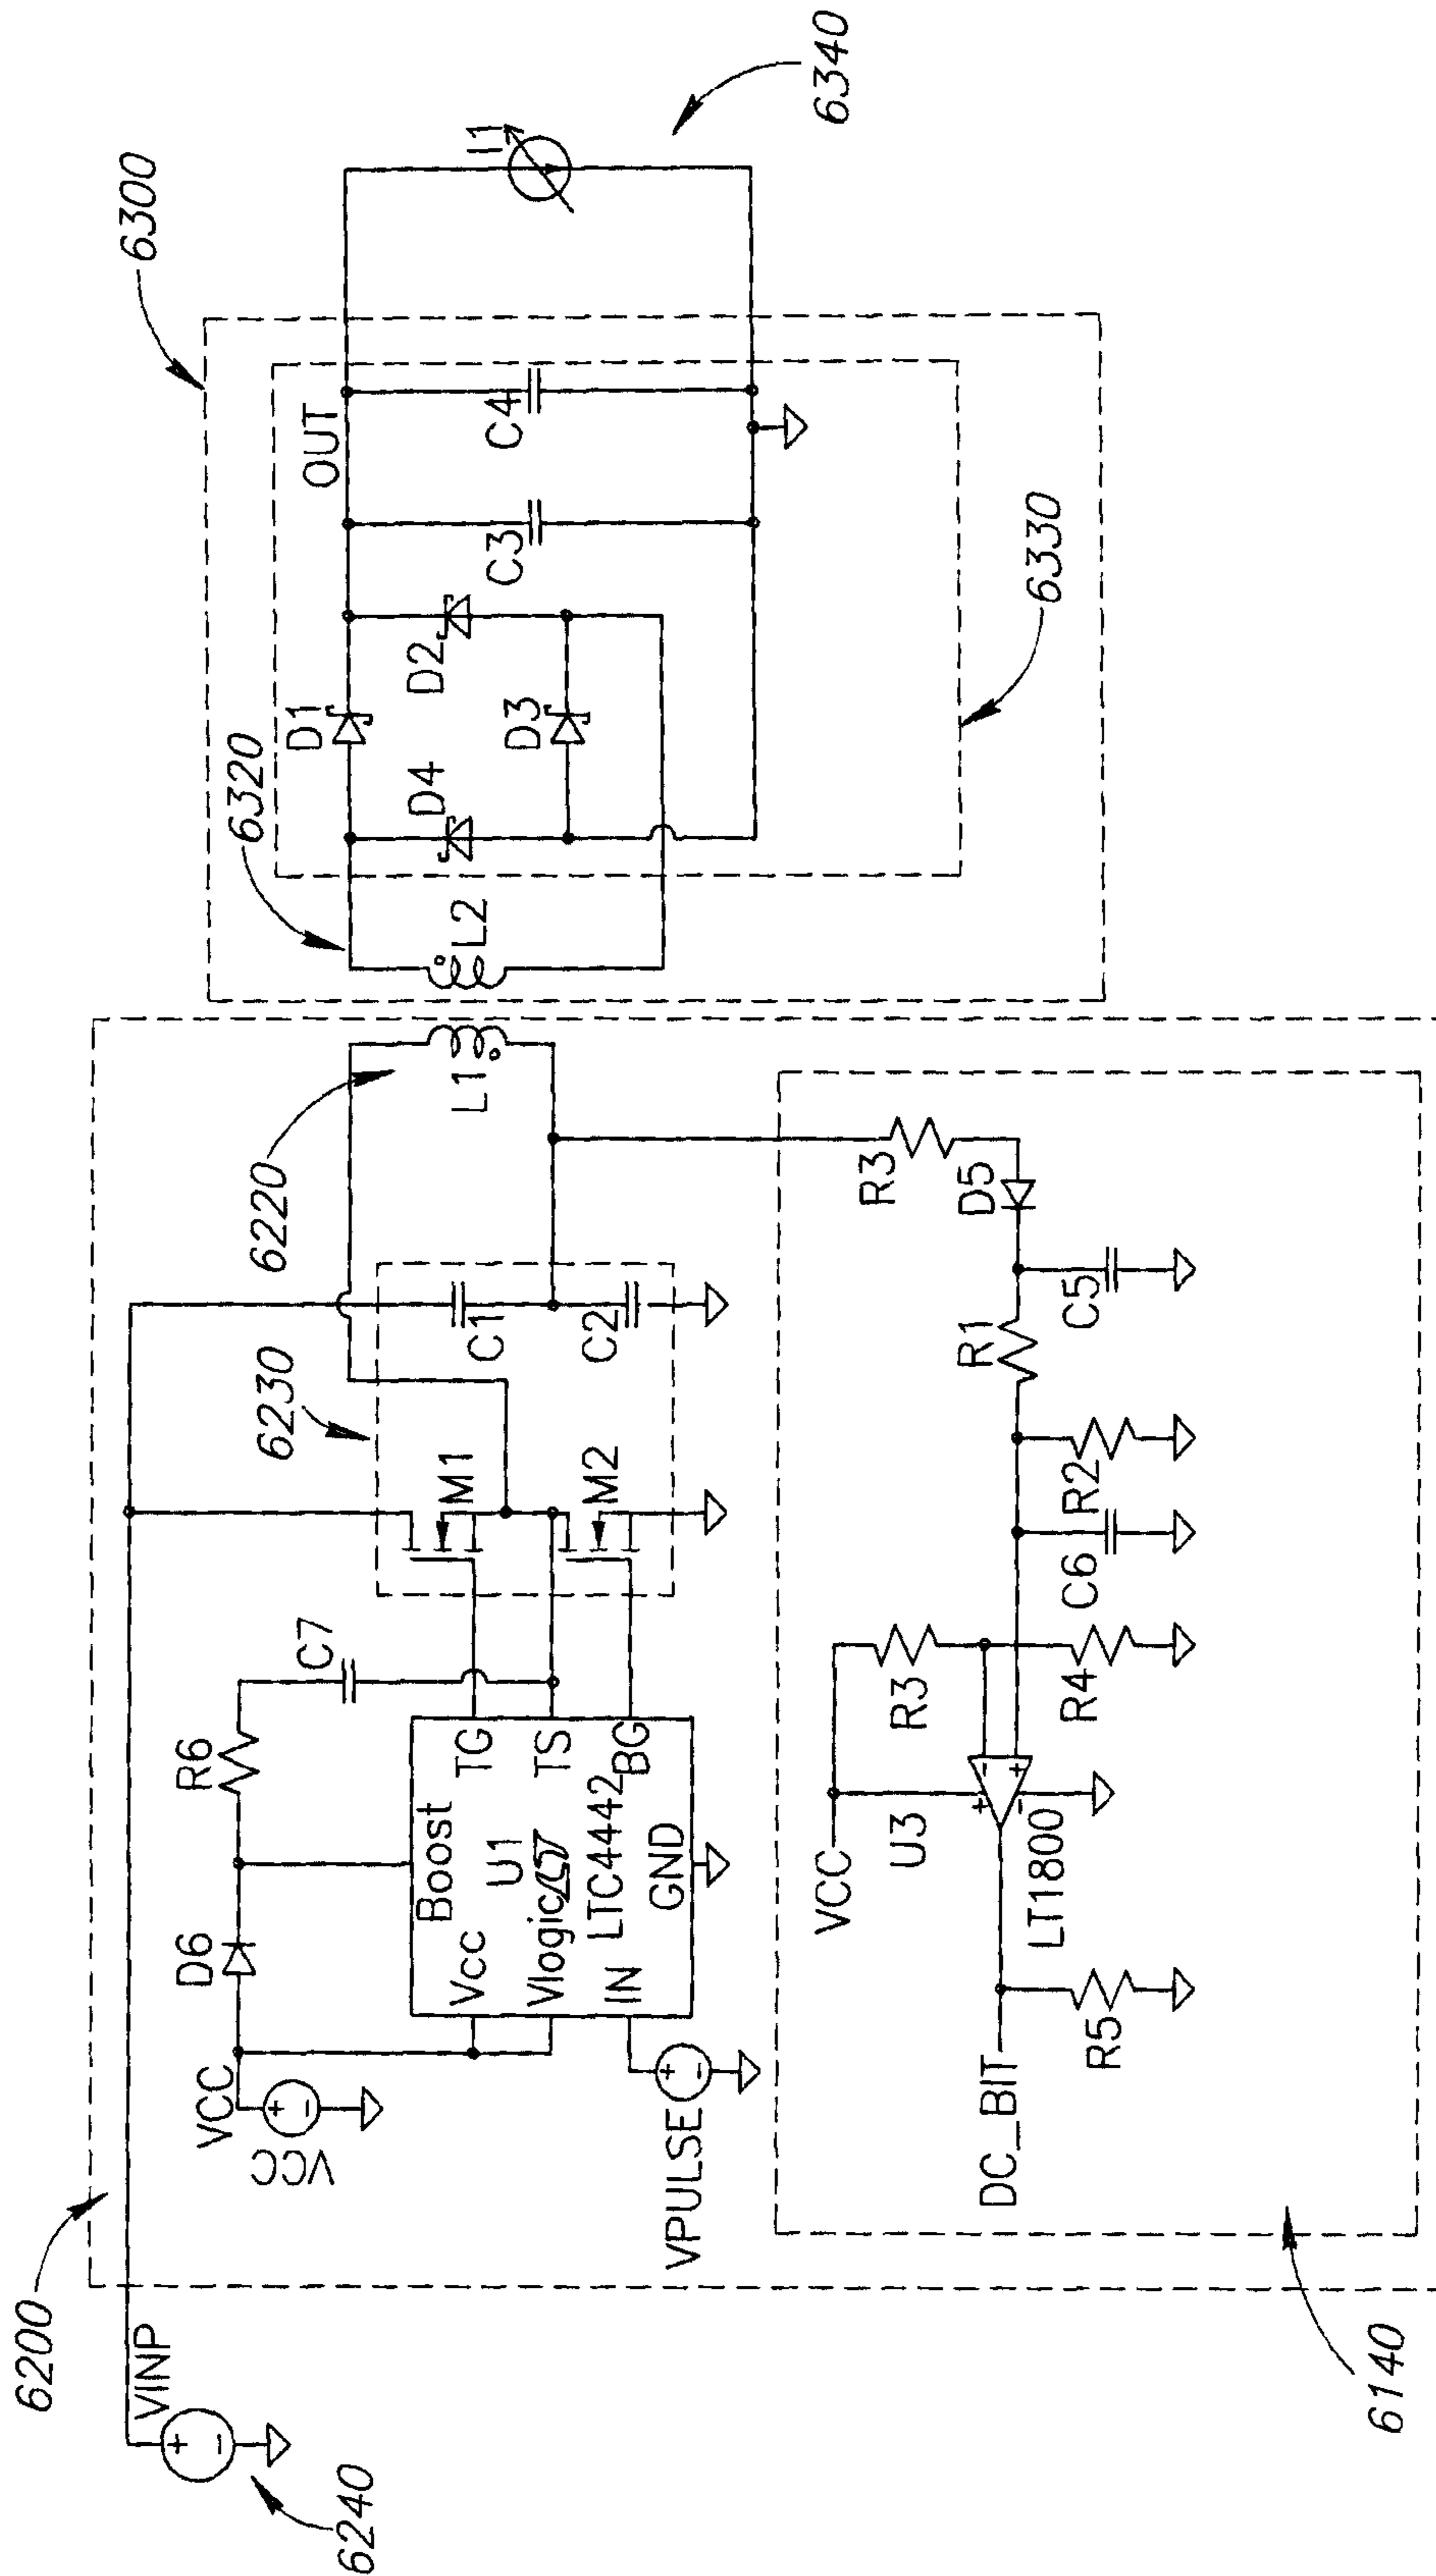 6200
6240
VINP
VCC
VCC
D6
R6
C7
Boost
Vcc
U1
Vlogic
LT
LTC4442
IN
GND
TG
TS
BG
VPULSE
M1
M2
6230
C1
C2
6220
L1
6320
L2
D1
D4
D2
D3
OUT
C3
C4
6300
I1
6340
6330
R3
D5
C5
R1
R2
C6
R3
R4
VCC
U3
LT1800
DC_BIT
R5
6140